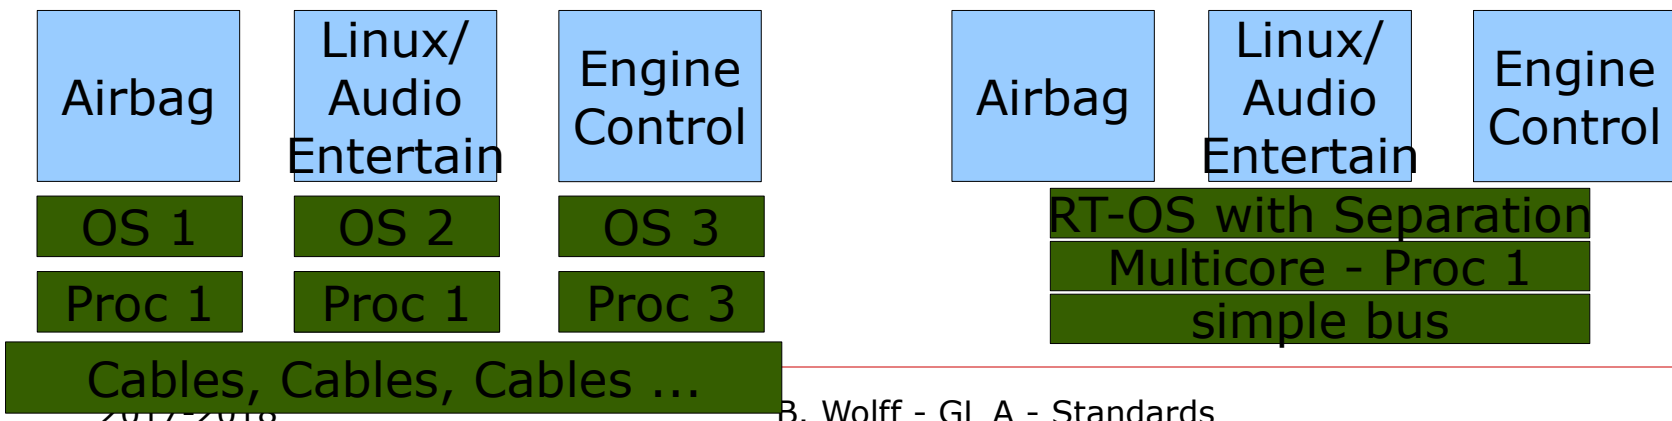 Airbag
Linux/
Audio
Entertain
Engine
Control
OS 1
OS 2
OS 3
Proc 1
Proc 1
Proc 3
Cables, Cables, Cables ...
Airbag
Linux/
Audio
Entertain
Engine
Control
RT-OS with Separation
Multicore - Proc 1
simple bus
2017-2018
B. Wolff - GL A - Standards